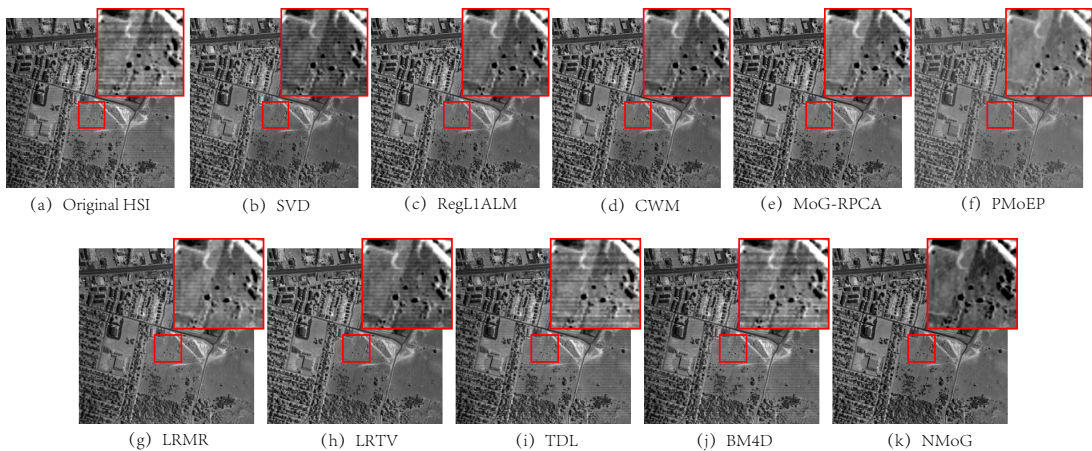 (a) Original HSI
(b) SVD
(c) RegL1ALM
(d) CWM
(e) MoG-RPCA
(f) PMoEP
(g) LRMR
(h) LRTV
(i) TDL
(j) BM4D
(k) NMoG